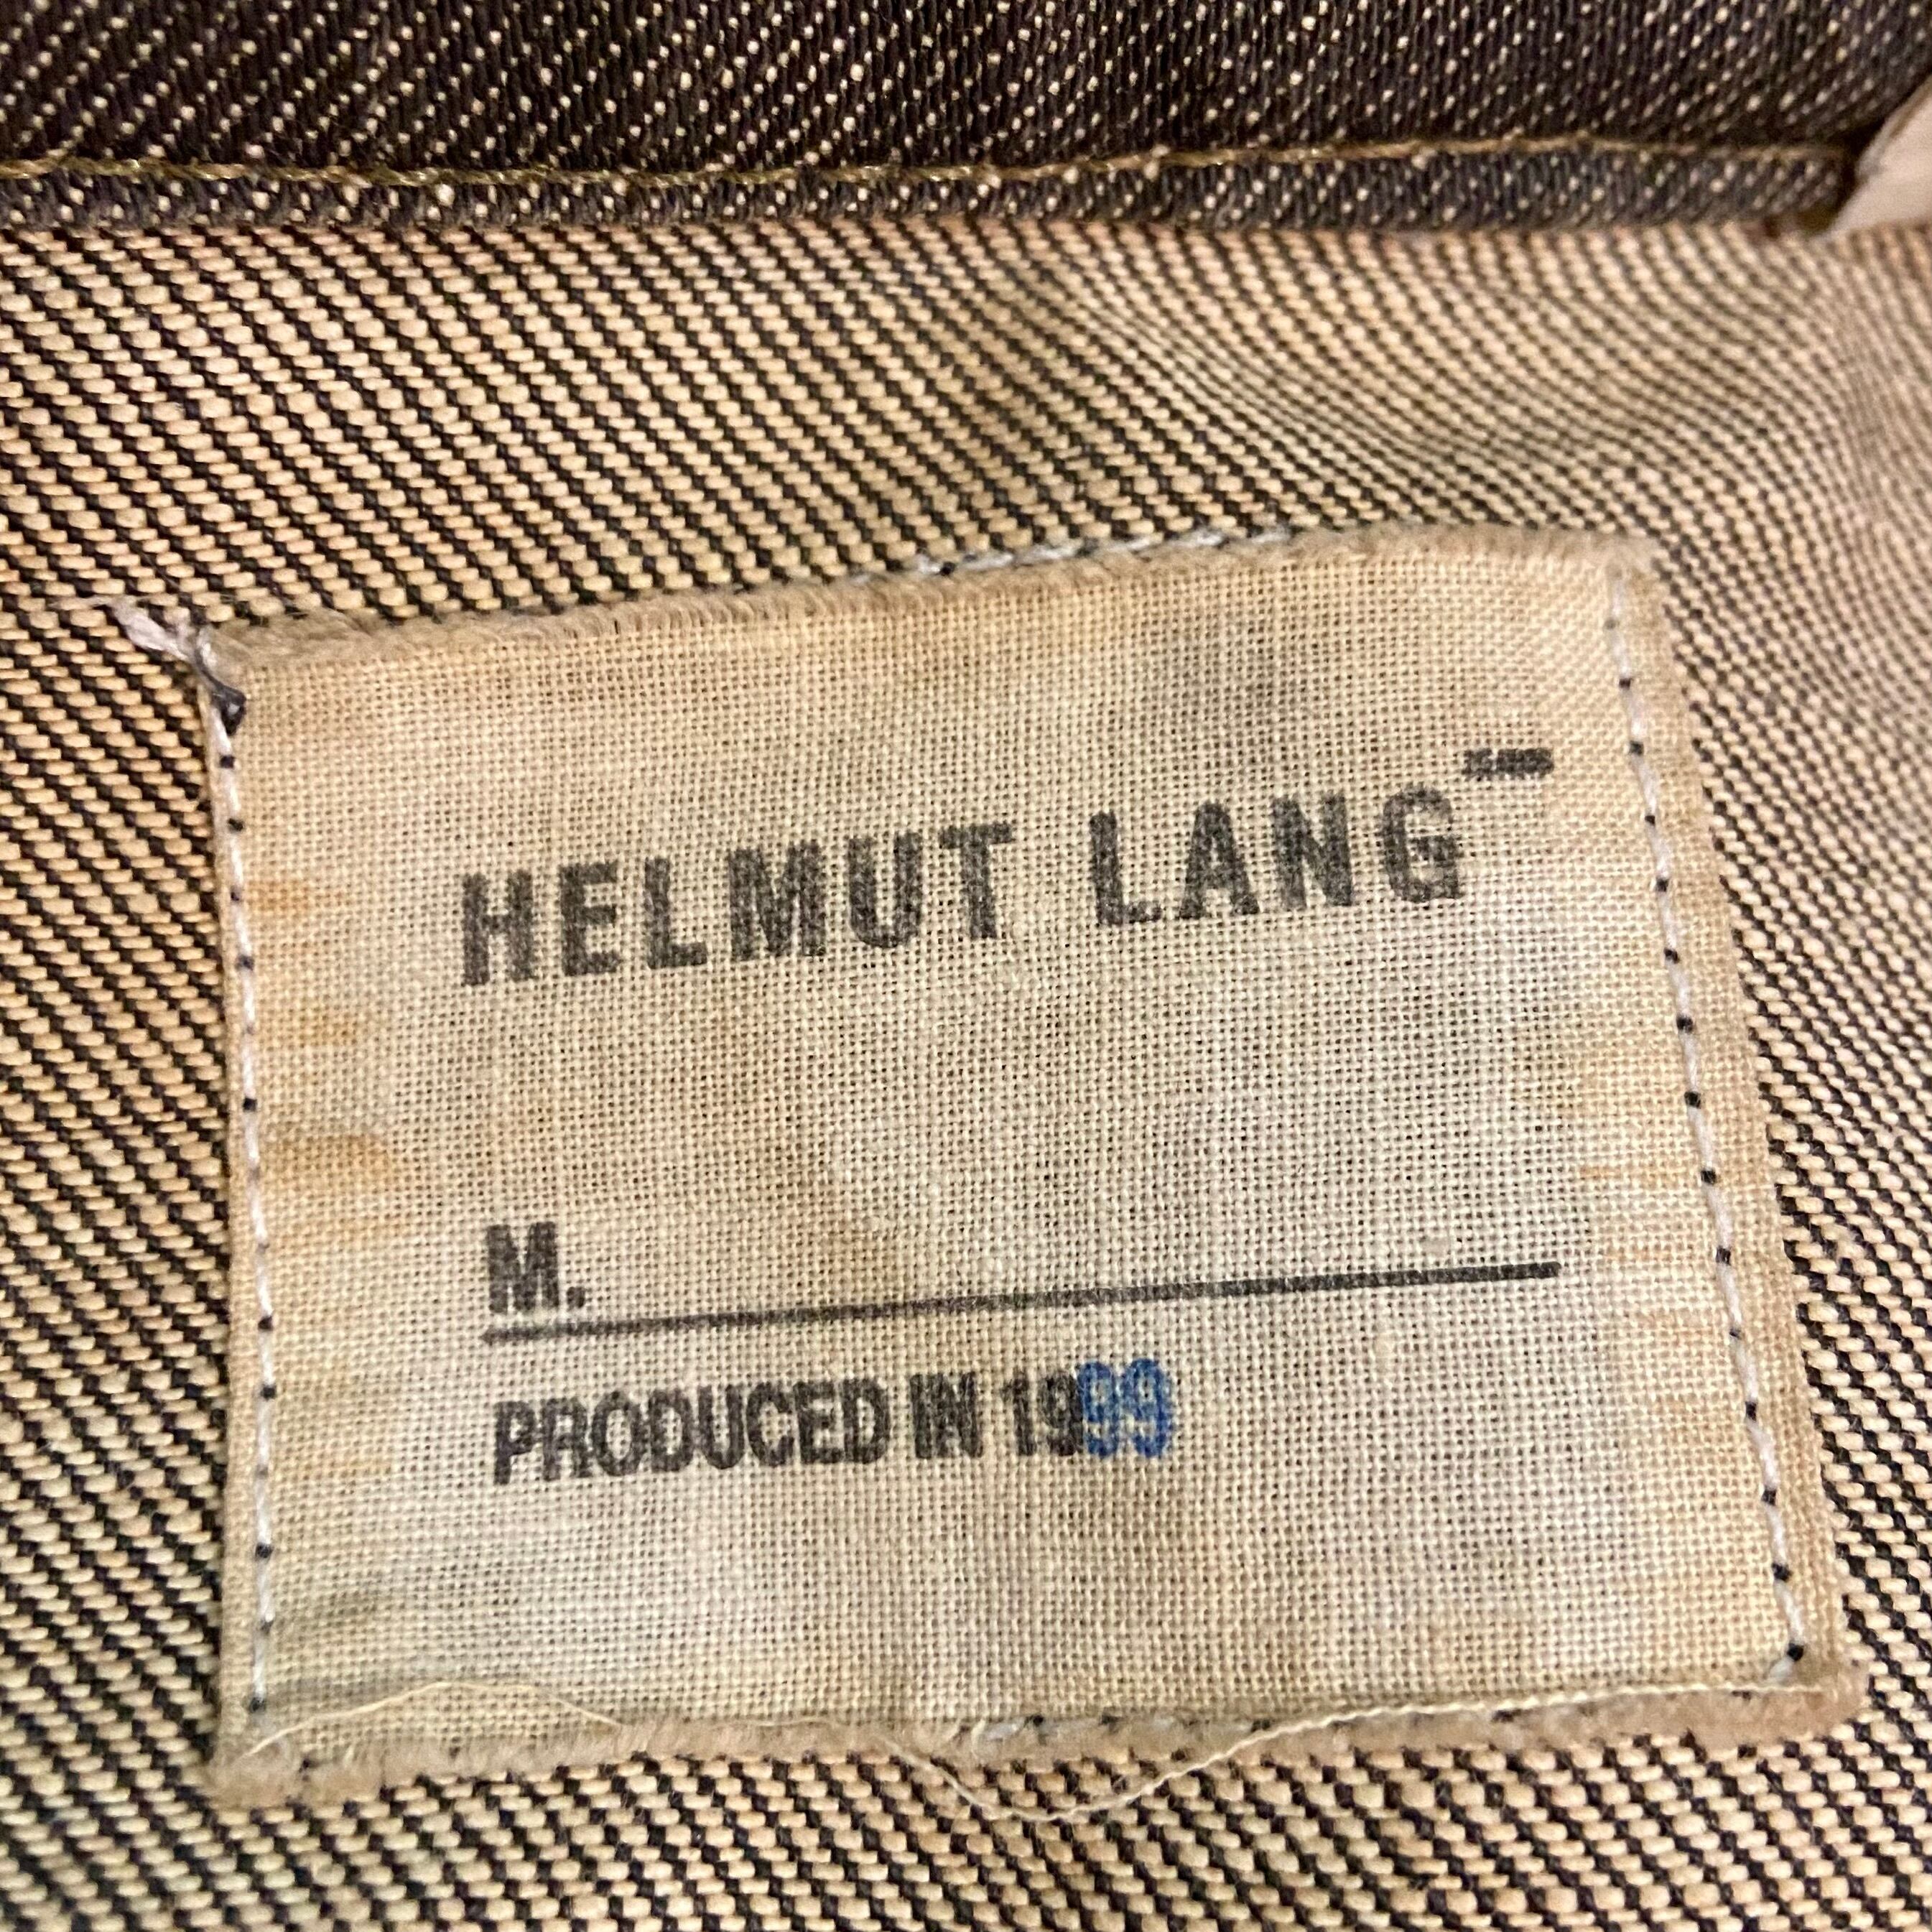 HELMUT LANG
M.
PRODUCED IN 1999